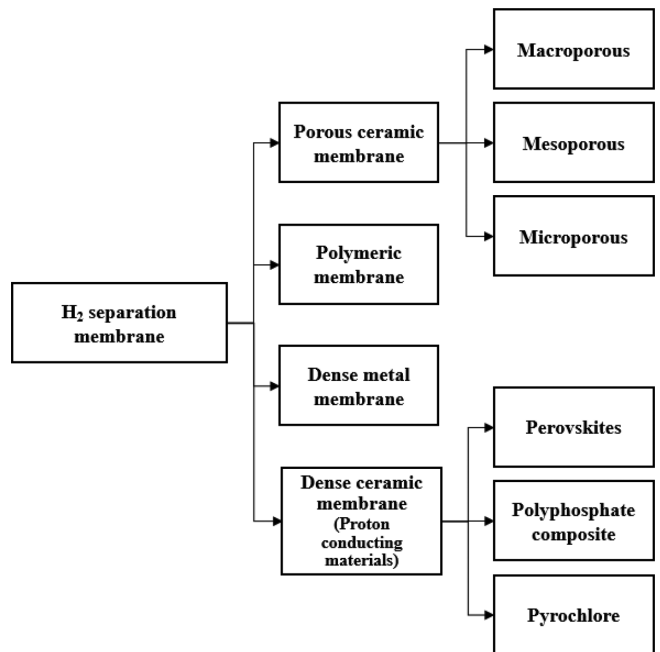 Macroporous
Porous ceramic
membrane
Mesoporous
Microporous
Polymeric
membrane
H₂ separation
membrane
Dense metal
membrane
Perovskites
Dense ceramic
membrane
(Proton
conducting
materials)
Polyphosphate
composite
Pyrochlore